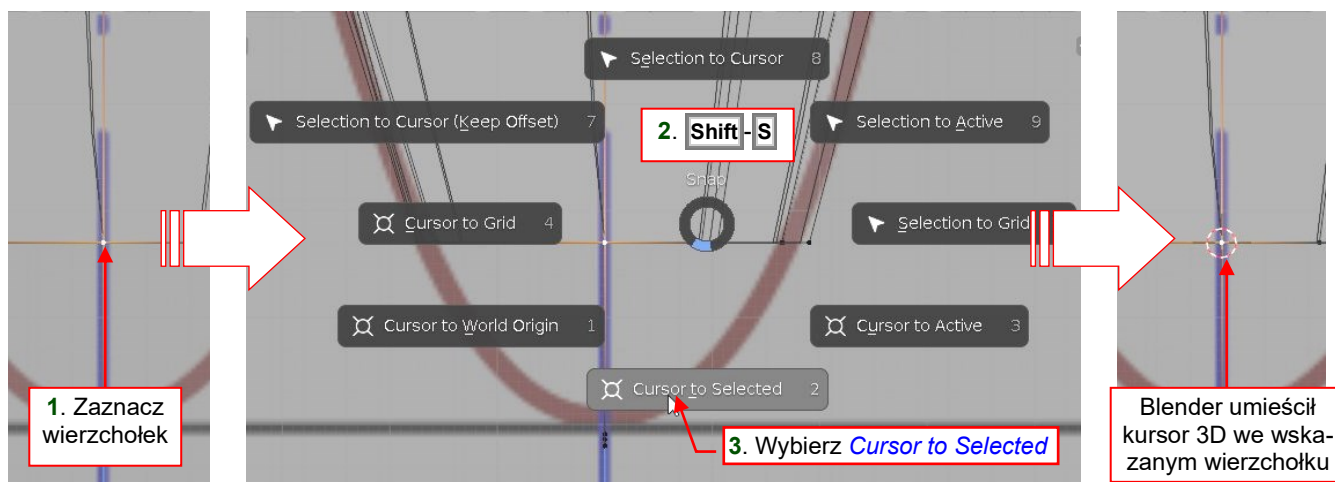 1. Zaznacz
wierzchołek
Selection to Cursor 8
Selection to Cursor (Keep Offset) 7
2. Shift-S
Selection to Active 9
Snap
Cursor to Grid 4
Selection to Grid
Cursor to World Origin 1
Cursor to Active 3
Cursor to Selected 2
3. Wybierz Cursor to Selected
Blender umieścił
kursor 3D we wska-
zanym wierzchołku